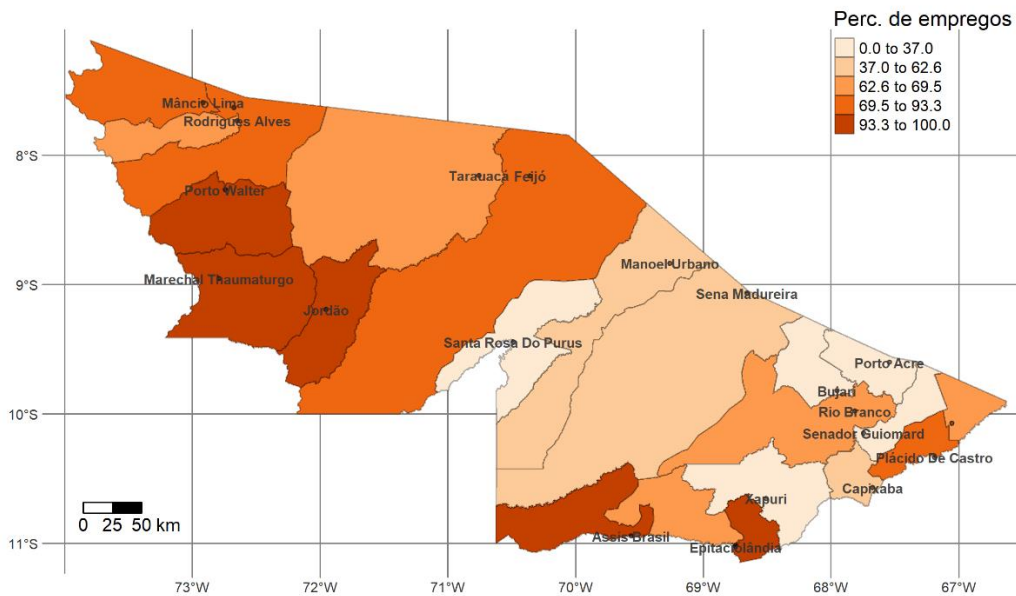 Perc. de empregos
0.0 to 37.0
37.0 to 62.6
62.6 to 69.5
69.5 to 93.3
93.3 to 100.0
Mâncio Lima
Rodrigues Alves
8°S
Tarauacá Feijó
Porto Walter
Manoel Urbano
Marechal Thaumaturgo
9°S
Sena Madureira
Jordão
Santa Rosa Do Purus
Porto Acre
Bujari
10°S
Rio Branco
Senador Guiomard
Plácido De Castro
Capixaba
Xapuri
0 25 50 km
Assis Brasil
11°S
Epitaciolândia
73°W 72°W 71°W 70°W 69°W 68°W 67°W